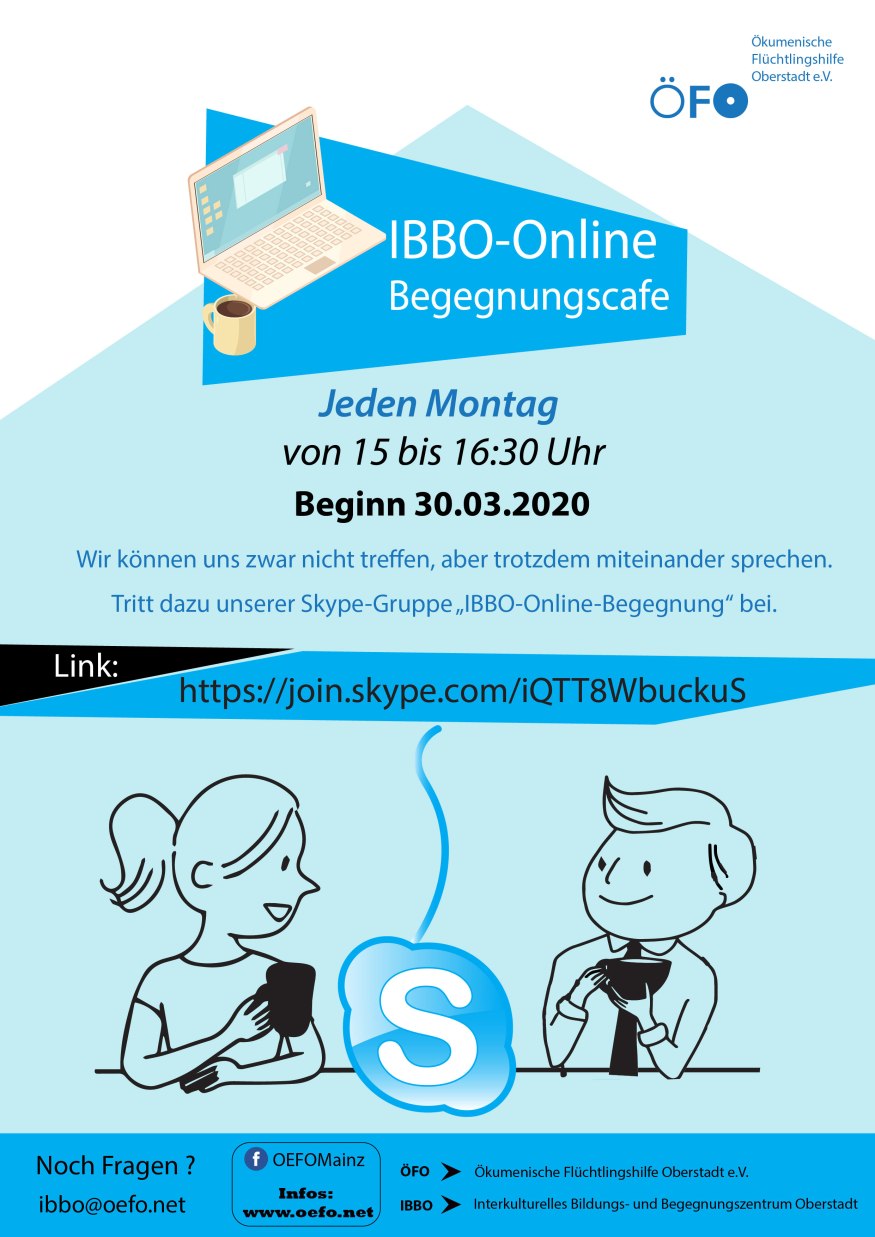 Ökumenische
Flüchtlingshilfe
Oberstadt e.V.
ÖFO
IBBO-Online
Begegnungscafe
Jeden Montag
von 15 bis 16:30 Uhr
Beginn 30.03.2020
Wir können uns zwar nicht treffen, aber trotzdem miteinander sprechen.
Tritt dazu unserer Skype-Gruppe „IBBO-Online-Begegnung“ bei.
Link:
https://join.skype.com/iQTT8WbuckuS
S
Noch Fragen ?
ibbo@oefo.net
f OEFOMainz
Infos:
www.oefo.net
ÖFO ➤ Ökumenische Flüchtlingshilfe Oberstadt e.V.
IBBO ➤ Interkulturelles Bildungs- und Begegnungszentrum Oberstadt